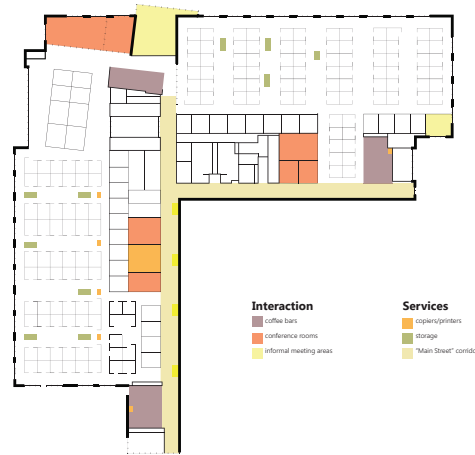 Interaction
coffee bars
conference rooms
informal meeting areas
Services
copiers/printers
storage
"Main Street" corrido